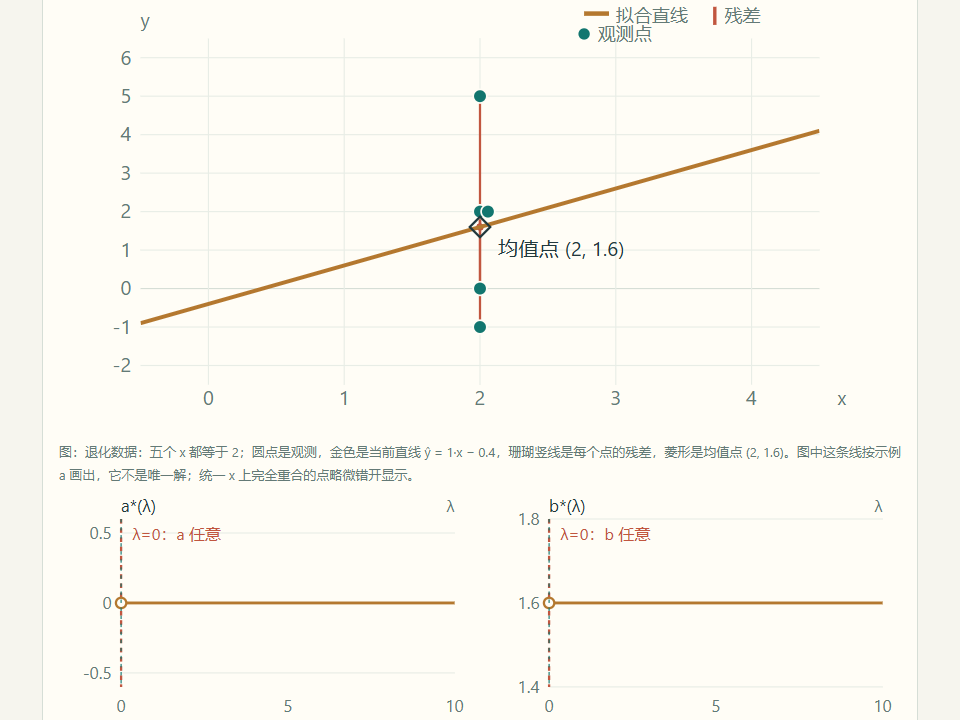 y
拟合直线 残差
观测点
6
5
4
3
2
1
0
-1
-2
均值点 (2, 1.6)
0 1 2 3 4 x
图：退化数据：五个 x 都等于 2；圆点是观测，金色是当前直线 ŷ = 1·x − 0.4，珊瑚竖线是每个点的残差，菱形是均值点 (2, 1.6)。图中这条线按示例
a 画出，它不是唯一解；统一 x 上完全重合的点略微错开显示。
a*(λ) λ
0.5
λ=0：a 任意
0
-0.5
0 5 10
b*(λ) λ
1.8
λ=0：b 任意
1.6
1.4
0 5 10